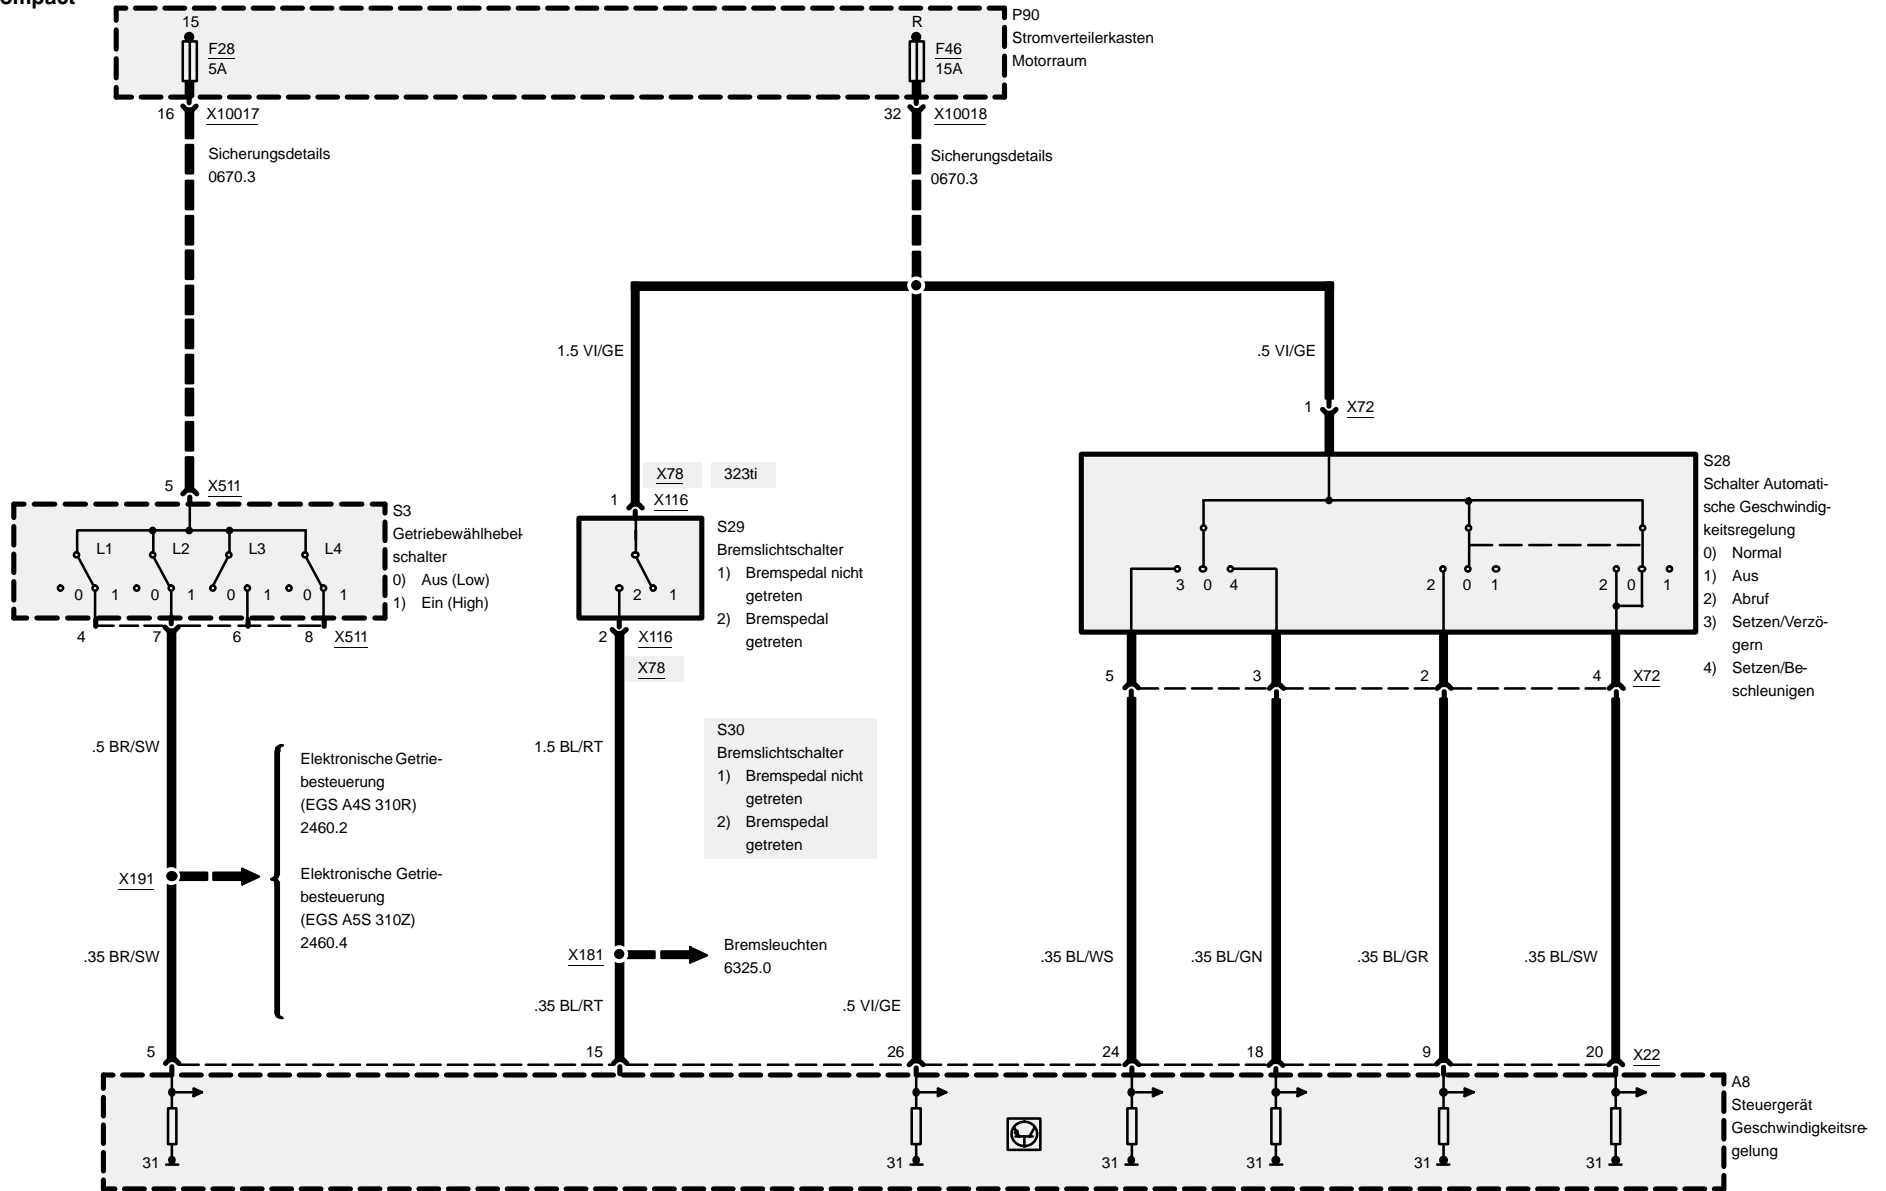 ompact
15
F28
5A
R
F46
15A
P90
Stromverteilerkasten
Motorraum
16
X10017
32
X10018
Sicherungsdetails
0670.3
Sicherungsdetails
0670.3
1.5 VI/GE
.5 VI/GE
1
X72
5
X511
S3
Getriebewählhebel-
schalter
0) Aus (Low)
1) Ein (High)
L1
L2
L3
L4
0 1 0 1 0 1 0 1
4
7
6
8
X511
X78
323ti
1
X116
S29
Bremslichtschalter
1) Bremspedal nicht
getreten
2) Bremspedal
getreten
2 1
2
X116
X78
S28
Schalter Automati-
sche Geschwindig-
keitsregelung
0) Normal
1) Aus
2) Abruf
3) Setzen/Verzö-
gern
4) Setzen/Be-
schleunigen
3 0 4
2 0 1
2 0 1
5
3
2
4
X72
.5 BR/SW
Elektronische Getrie-
besteuerung
(EGS A4S 310R)
2460.2
Elektronische Getrie-
besteuerung
(EGS A5S 310Z)
2460.4
X191
.35 BR/SW
1.5 BL/RT
S30
Bremslichtschalter
1) Bremspedal nicht
getreten
2) Bremspedal
getreten
X181
Bremsleuchten
6325.0
.35 BL/RT
.5 VI/GE
.35 BL/WS
.35 BL/GN
.35 BL/GR
.35 BL/SW
5
15
26
24
18
9
20
X22
A8
Steuergerät
Geschwindigkeitsre-
gelung
31
31
31
31
31
31